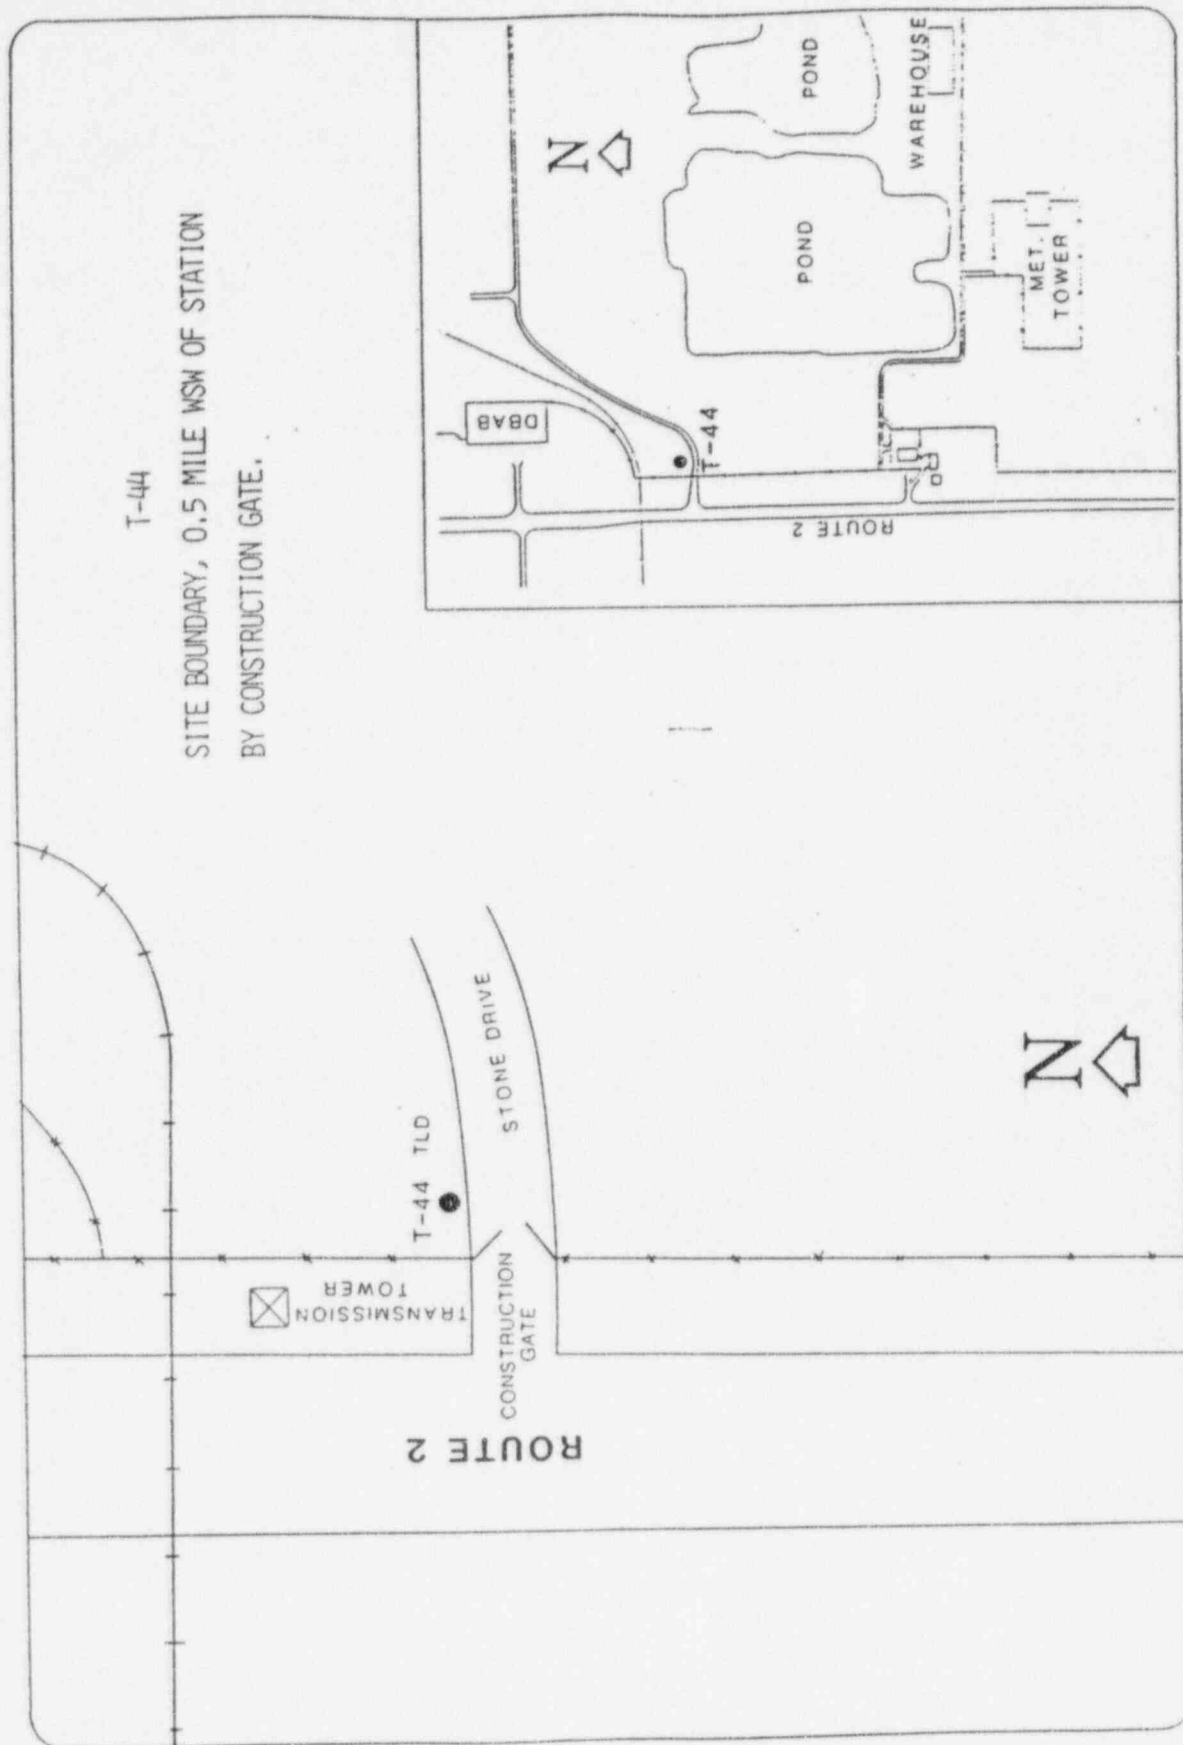 T-44
SITE BOUNDARY, 0.5 MILE WSW OF STATION
BY CONSTRUCTION GATE.
N
DBAB
T-44
ROUTE 2
POND
POND
WAREHOUSE
MET.
TOWER
TRANSMISSION
TOWER
T-44 TLD
STONE DRIVE
CONSTRUCTION
GATE
ROUTE 2
N